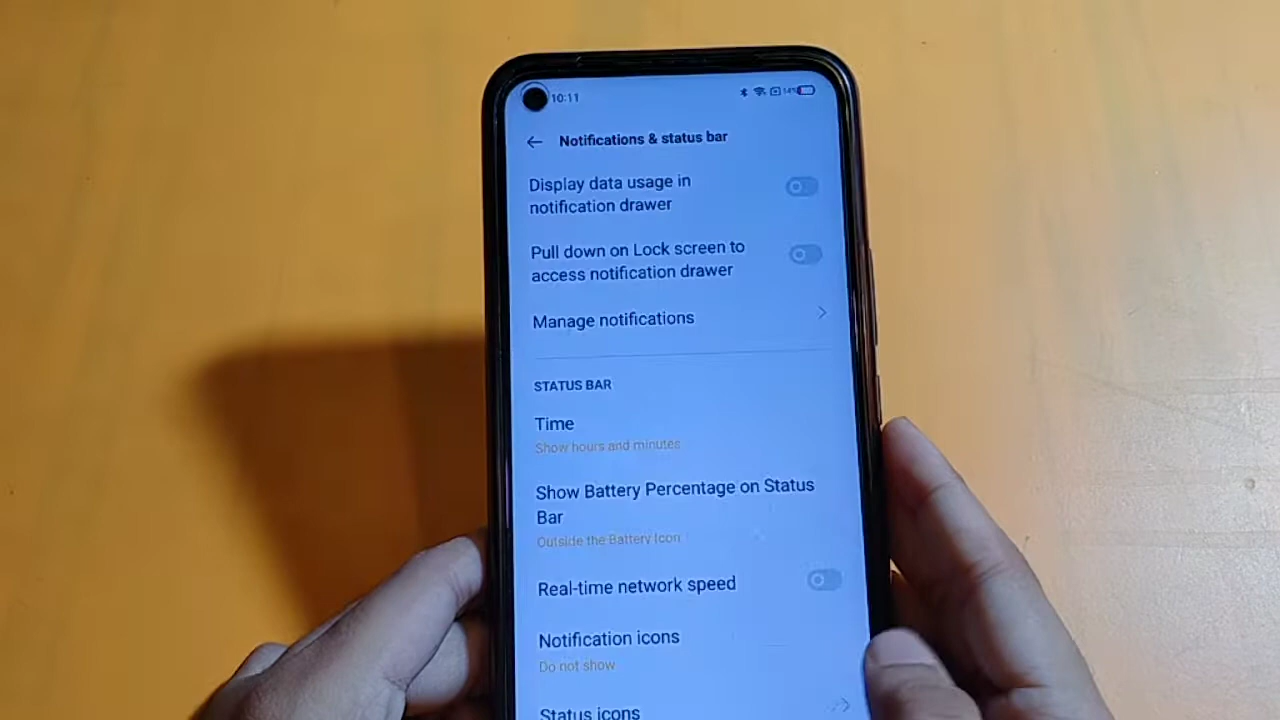 10:11
14%
Notifications & status bar
Display data usage in
notification drawer
Pull down on Lock screen to
access notification drawer
Manage notifications
STATUS BAR
Time
Show hours and minutes
Show Battery Percentage on Status
Bar
Outside the Battery Icon
Real-time network speed
Notification icons
Do not show
Status icons